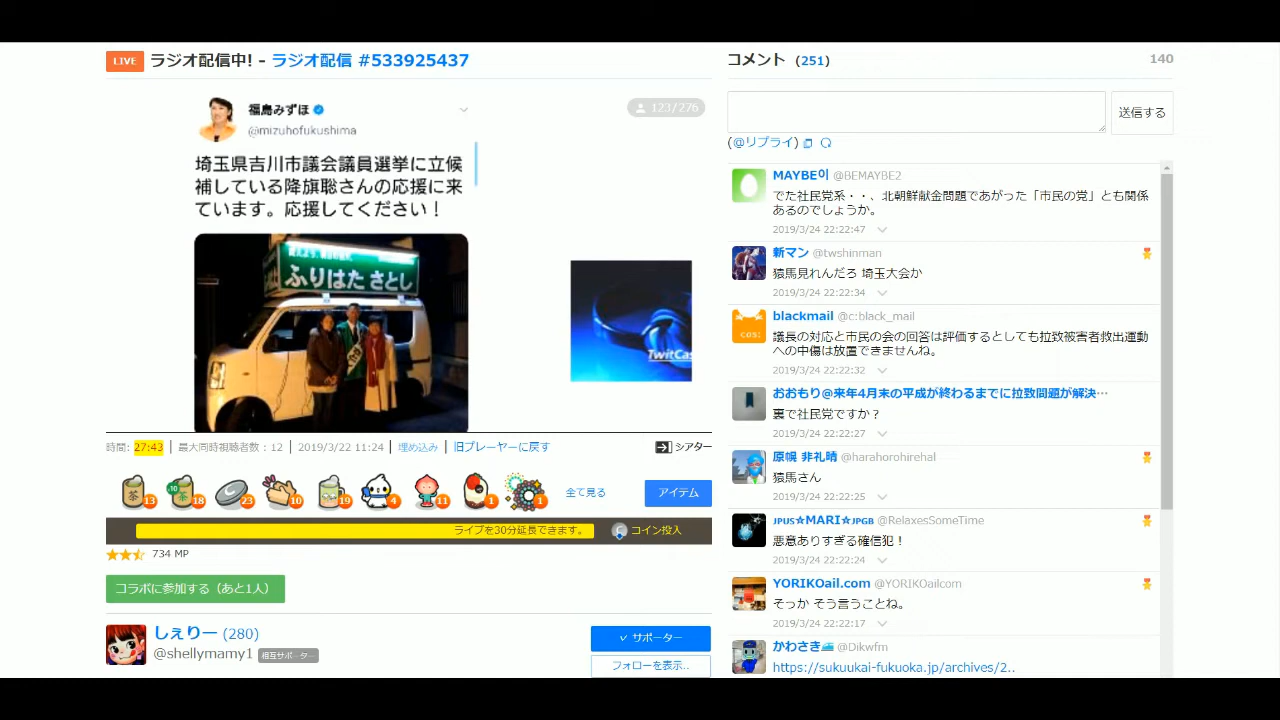 LIVE ラジオ配信中! - ラジオ配信 #533925437
福島みずほ
@mizuhofukushima
123/276
埼玉県吉川市議会議員選挙に立候
補している降旗聡さんの応援に来
ています。応援してください！
ふりはた さとし
TwitCas
時間: 27:43 | 最大同時視聴者数 : 12 | 2019/3/22 11:24 | 埋め込み | 旧プレーヤーに戻す
シアター
13 18 23 10 19 4 11 1 1
全て見る
アイテム
ライブを30分延長できます。
コイン投入
734 MP
コラボに参加する（あと1人）
しぇりー (280)
@shellymamy1 相互サポーター
✓ サポーター
フォローを表示..
コメント (251)
140
送信する
(@リプライ)
MAYBE이 @BEMAYBE2
でた社民党系・・、北朝鮮献金問題であがった「市民の党」とも関係
あるのでしょうか。
2019/3/24 22:22:47
新マン @twshinman
猿馬見れんだろ 埼玉大会か
2019/3/24 22:22:34
blackmail @c:black_mail
議長の対応と市民の会の回答は評価するとしても拉致被害者救出運動
への中傷は放置できませんね。
2019/3/24 22:22:32
おおもり@来年4月末の平成が終わるまでに拉致問題が解決…
裏で社民党ですか？
2019/3/24 22:22:27
原幌 非礼晴 @harahorohirehal
猿馬さん
2019/3/24 22:22:25
JPUS☆MARI☆JPGB @RelaxesSomeTime
悪意ありすぎる確信犯！
2019/3/24 22:22:24
YORIKOail.com @YORIKOailcom
そっか そう言うことね。
2019/3/24 22:22:17
かわさき @Dikwfm
https://sukuukai-fukuoka.jp/archives/2..